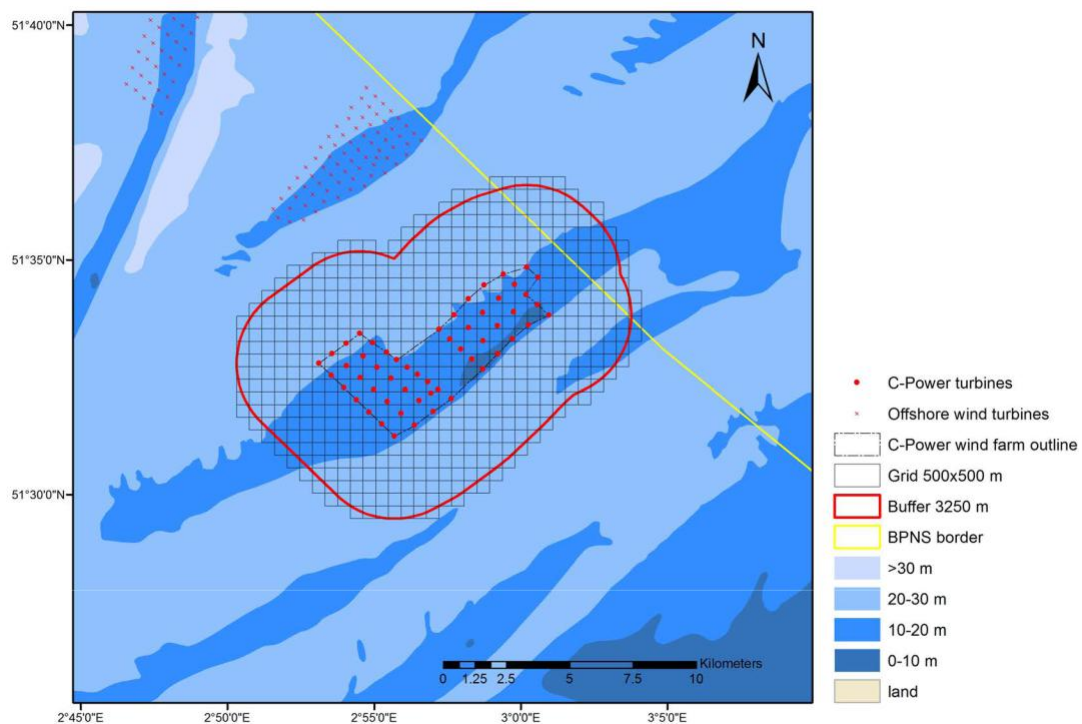 51°40'0"N
N
51°35'0"N
C-Power turbines
Offshore wind turbines
C-Power wind farm outline
Grid 500x500 m
51°30'0"N
Buffer 3250 m
BPNS border
>30 m
20-30 m
10-20 m
0-10 m
land
Kilometers
0 1.25 2.5 5 7.5 10
2°45'0"E 2°50'0"E 2°55'0"E 3°0'0"E 3°5'0"E